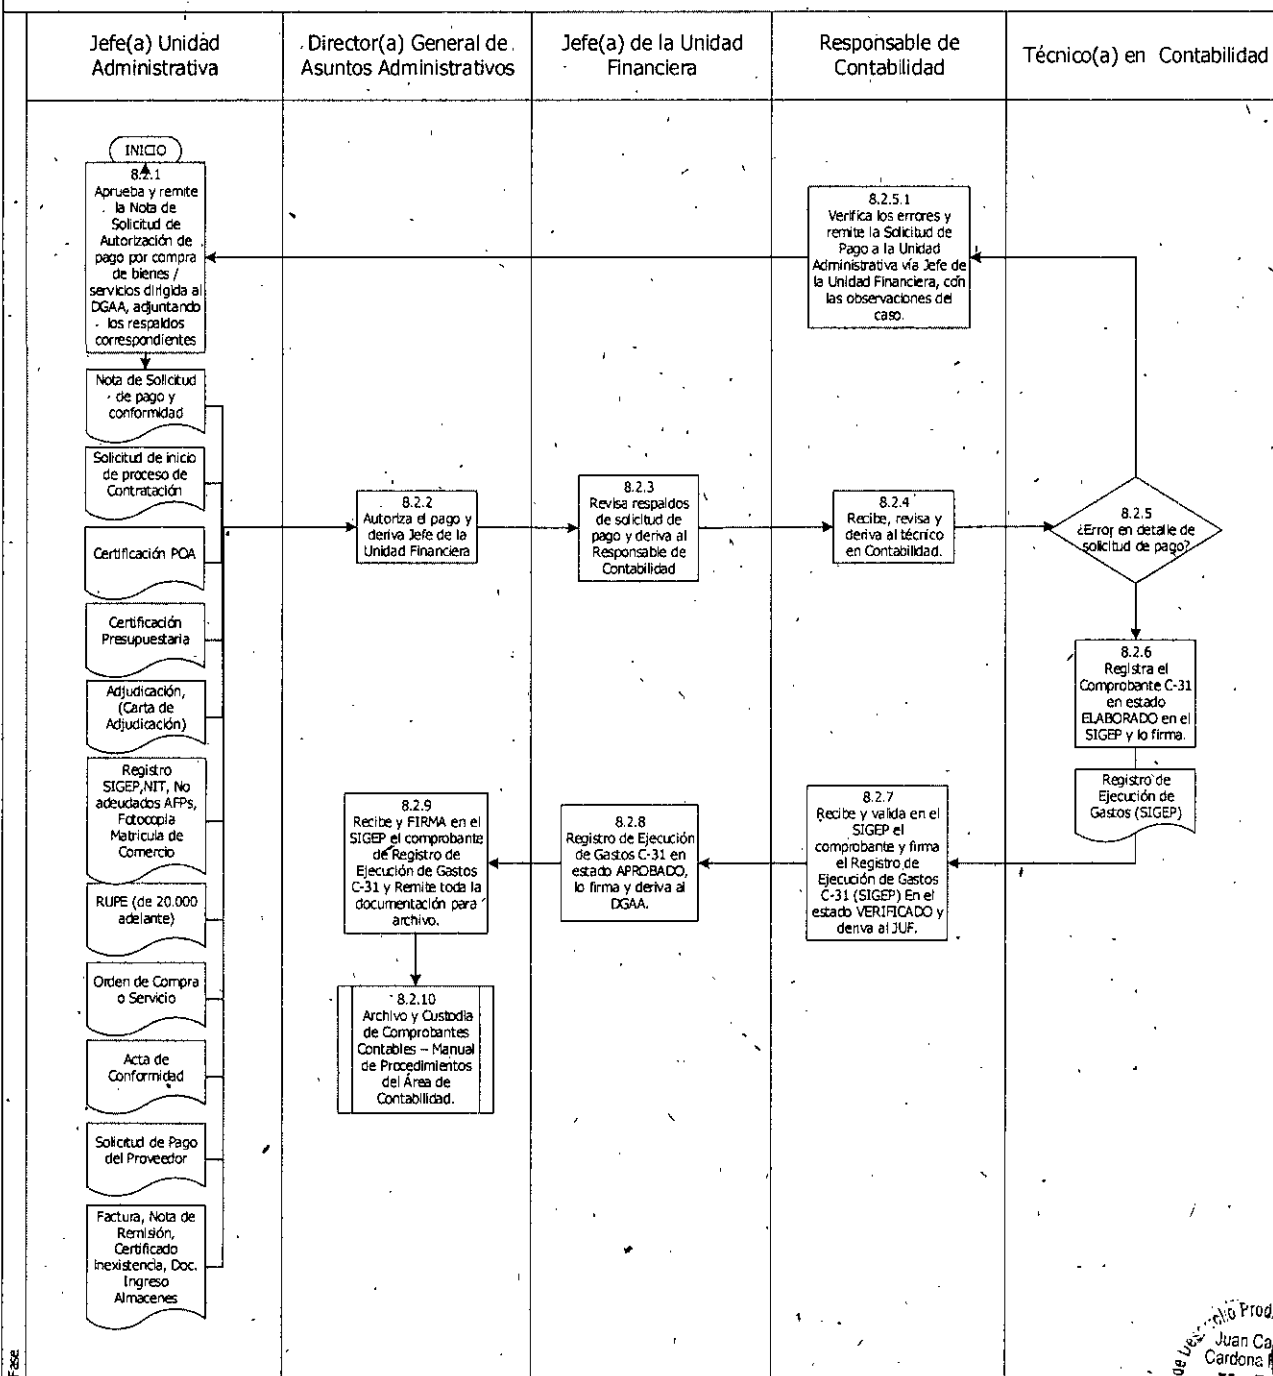 Jefe(a) Unidad
Administrativa
Director(a) General de
Asuntos Administrativos
Jefe(a) de la Unidad
Financiera
Responsable de
Contabilidad
Técnico(a) en Contabilidad
INICIO
8.2.1
Aprueba y remite
la Nota de
Solicitud de
Autorización de
pago por compra
de bienes /
servicios dirigida al
DGAA, adjuntando
los respaldos
correspondientes
8.2.5.1
Verifica los errores y
remite la Solicitud de
Pago a la Unidad
Administrativa vía Jefe de
la Unidad Financiera, con
las observaciones del
caso.
Nota de Solicitud
de pago y
conformidad
Solicitud de inicio
de proceso de
Contratación
Certificación POA
Certificación
Presupuestaria
Adjudicación,
(Carta de
Adjudicación)
Registro
SIGEP,NIT, No
adeudados AFPs,
Fotocopia
Matricula de
Comercio
RUPE (de 20.000
adelante)
Orden de Compra
o Servicio
Acta de
Conformidad
Solicitud de Pago
del Proveedor
Factura, Nota de
Remisión,
Certificado
Inexistencia, Doc.
Ingreso
Almacenes
8.2.2
Autoriza el pago y
deriva Jefe de la
Unidad Financiera
8.2.3
Revisa respaldos
de solicitud de
pago y deriva al
Responsable de
Contabilidad
8.2.4
Recibe, revisa y
deriva al técnico
en Contabilidad.
8.2.5
¿Error en detalle de
solicitud de pago?
8.2.6
Registra el
Comprobante C-31
en estado
ELABORADO en el
SIGEP y lo firma.
Registro de
Ejecución de
Gastos (SIGEP)
8.2.7
Recibe y valida en el
SIGEP el
comprobante y firma
el Registro de
Ejecución de Gastos
C-31 (SIGEP) En el
estado VERIFICADO y
deriva al JUF.
8.2.8
Registro de Ejecución
de Gastos C-31 en
estado APROBADO,
lo firma y deriva al
DGAA.
8.2.9
Recibe y FIRMA en el
SIGEP el comprobante
de Registro de
Ejecución de Gastos
C-31 y Remite toda la
documentación para
archivo.
8.2.10
Archivo y Custodia
de Comprobantes
Contables – Manual
de Procedimientos
del Área de
Contabilidad.
Fase
Juan Ca
Cardona